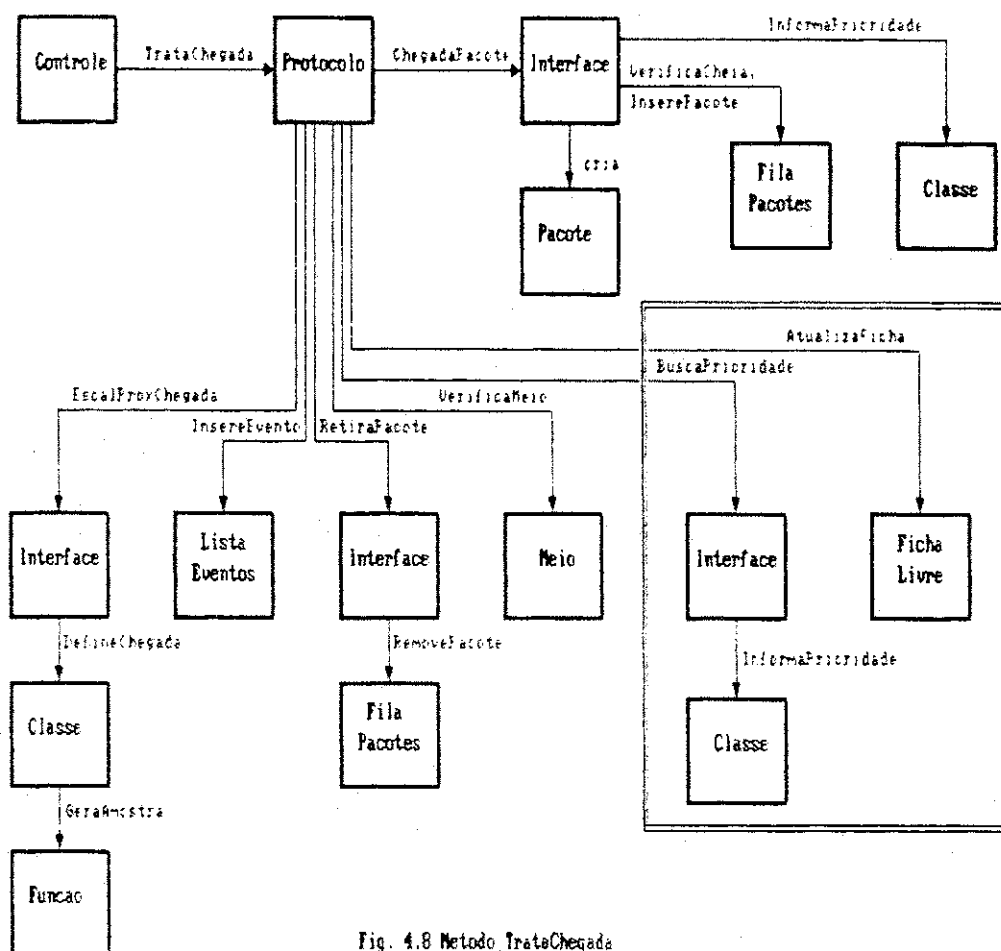 InformaPrioridade
Controle
TrataChegada
Protocolo
ChegadaPacote
Interface
VerificaCheia,
InserePacote
cria
Fila
Pacotes
Classe
Pacote
AtualizaFicha
BuscaPrioridade
EscalProxChegada
VerificaMeio
InsereEvento
RetiraPacote
Interface
Lista
Eventos
Interface
Meio
Interface
Ficha
Livre
DefineChegada
RemovePacote
InformaPrioridade
Classe
Fila
Pacotes
Classe
GeraAmostra
Funcao
Fig. 4.8 Metodo TrataChegada